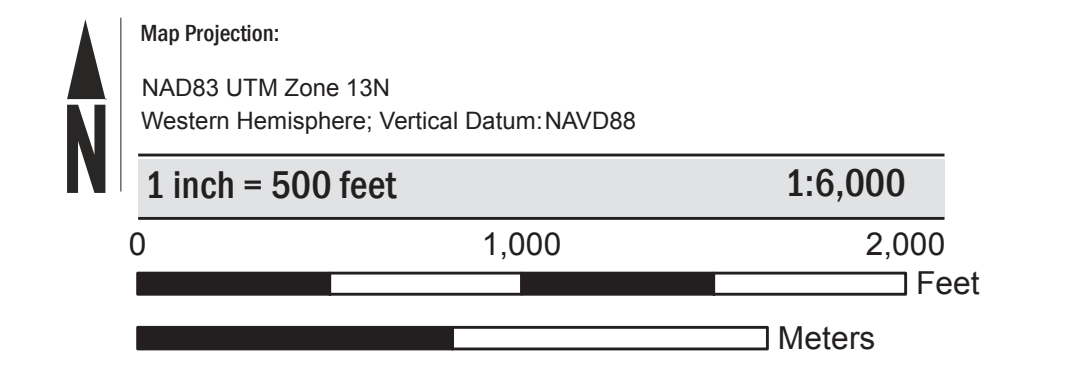 Map Projection:
NAD83 UTM Zone 13N
Western Hemisphere; Vertical Datum:NAVD88
N
1 inch = 500 feet 1:6,000
0 1,000 2,000
Feet
Meters